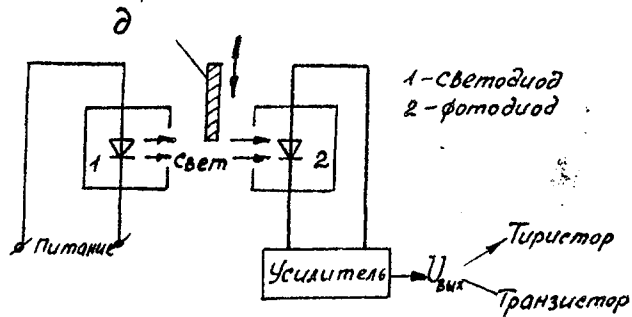 д
1-светодиод
2-фотодиод
1
свет
2
Питание
Усилитель
Uвых
Тиристор
Транзистор